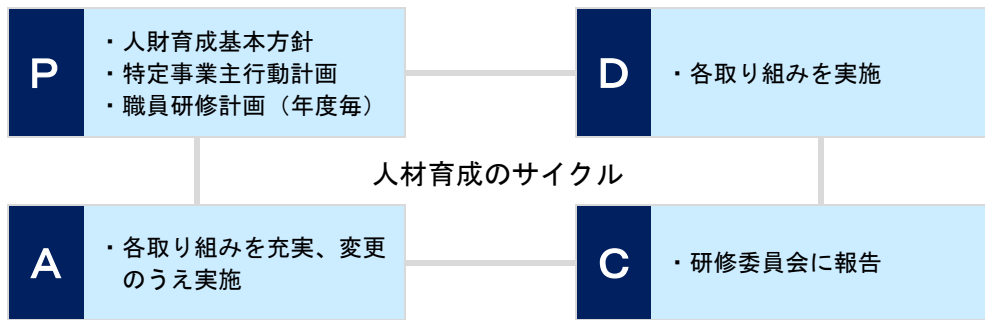 P
・人財育成基本方針
・特定事業主行動計画
・職員研修計画（年度毎）
D
・各取り組みを実施
人材育成のサイクル
A
・各取り組みを充実、変更
のうえ実施
C
・研修委員会に報告